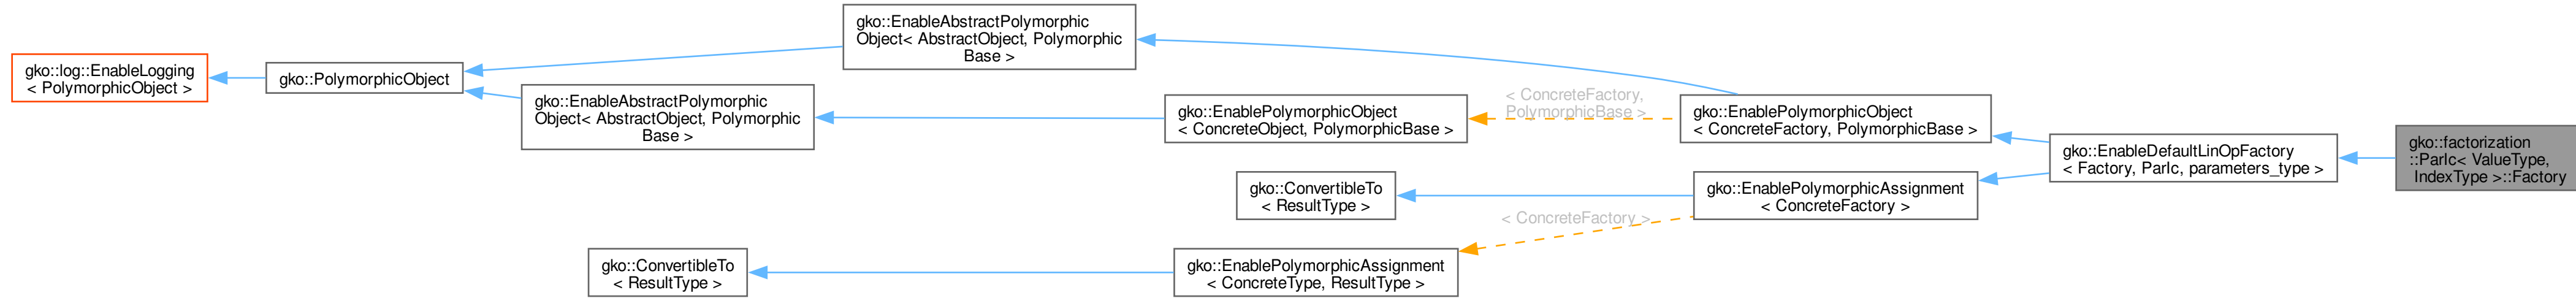 gko::log::EnableLogging
< PolymorphicObject >
gko::PolymorphicObject
gko::EnableAbstractPolymorphic
Object< AbstractObject, Polymorphic
Base >
gko::EnableAbstractPolymorphic
Object< AbstractObject, Polymorphic
Base >
gko::EnablePolymorphicObject
< ConcreteObject, PolymorphicBase >
< ConcreteFactory,
PolymorphicBase >
gko::EnablePolymorphicObject
< ConcreteFactory, PolymorphicBase >
gko::ConvertibleTo
< ResultType >
gko::EnablePolymorphicAssignment
< ConcreteFactory >
< ConcreteFactory >
gko::ConvertibleTo
< ResultType >
gko::EnablePolymorphicAssignment
< ConcreteType, ResultType >
gko::EnableDefaultLinOpFactory
< Factory, ParIc, parameters_type >
gko::factorization
::ParIc< ValueType,
IndexType >::Factory